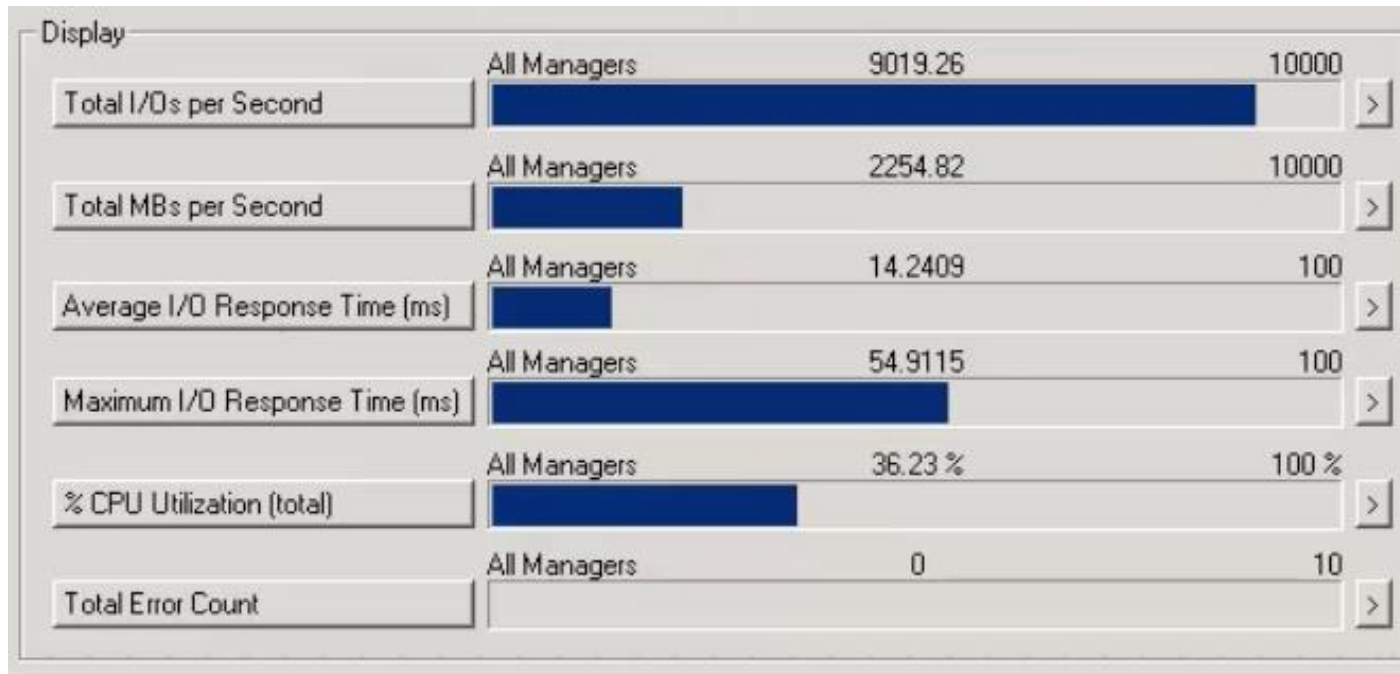 Display
All Managers 9019.26 10000
Total I/Os per Second >
All Managers 2254.82 10000
Total MBs per Second >
All Managers 14.2409 100
Average I/O Response Time (ms) >
All Managers 54.9115 100
Maximum I/O Response Time (ms) >
All Managers 36.23 % 100 %
% CPU Utilization (total) >
All Managers 0 10
Total Error Count >